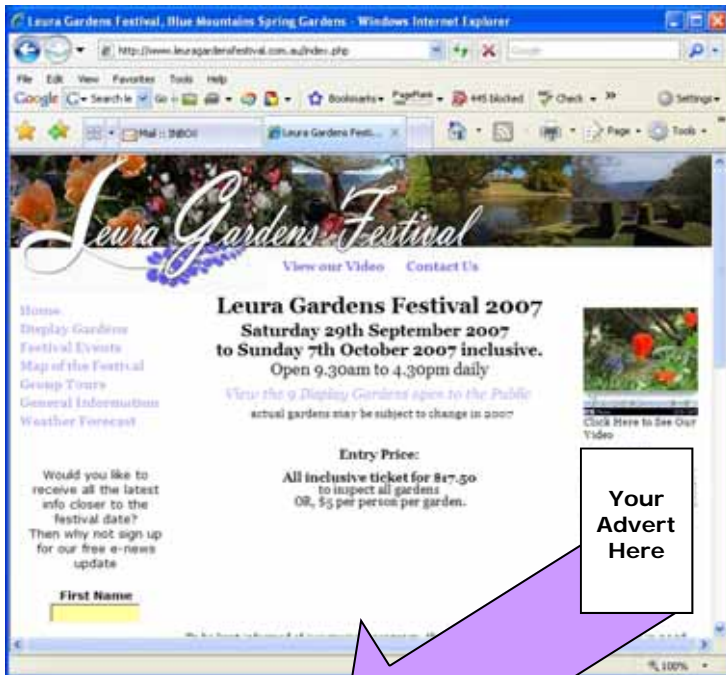 Leura Gardens Festival, Blue Mountains Spring Gardens - Windows Internet Explorer
http://www.leuragardensfestival.com.au/index.php
Google
File Edit View Favorites Tools Help
Google Search Go Bookmarks PageRank 445 blocked Check Settings
Mail :: INBOX Leura Gardens Festi... Page Tools
Leura Gardens Festival
View our Video Contact Us
Home
Display Gardens
Festival Events
Map of the Festival
Group Tours
General Information
Weather Forecast
Would you like to
receive all the latest
info closer to the
festival date?
Then why not sign up
for our free e-news
update
First Name
Leura Gardens Festival 2007
Saturday 29th September 2007
to Sunday 7th October 2007 inclusive.
Open 9.30am to 4.30pm daily
View the 9 Display Gardens open to the Public
actual gardens may be subject to change in 2007
Entry Price:
All inclusive ticket for $17.50
to inspect all gardens
OR, $5 per person per garden.
Click Here to See Our
Video
Your
Advert
Here
100%